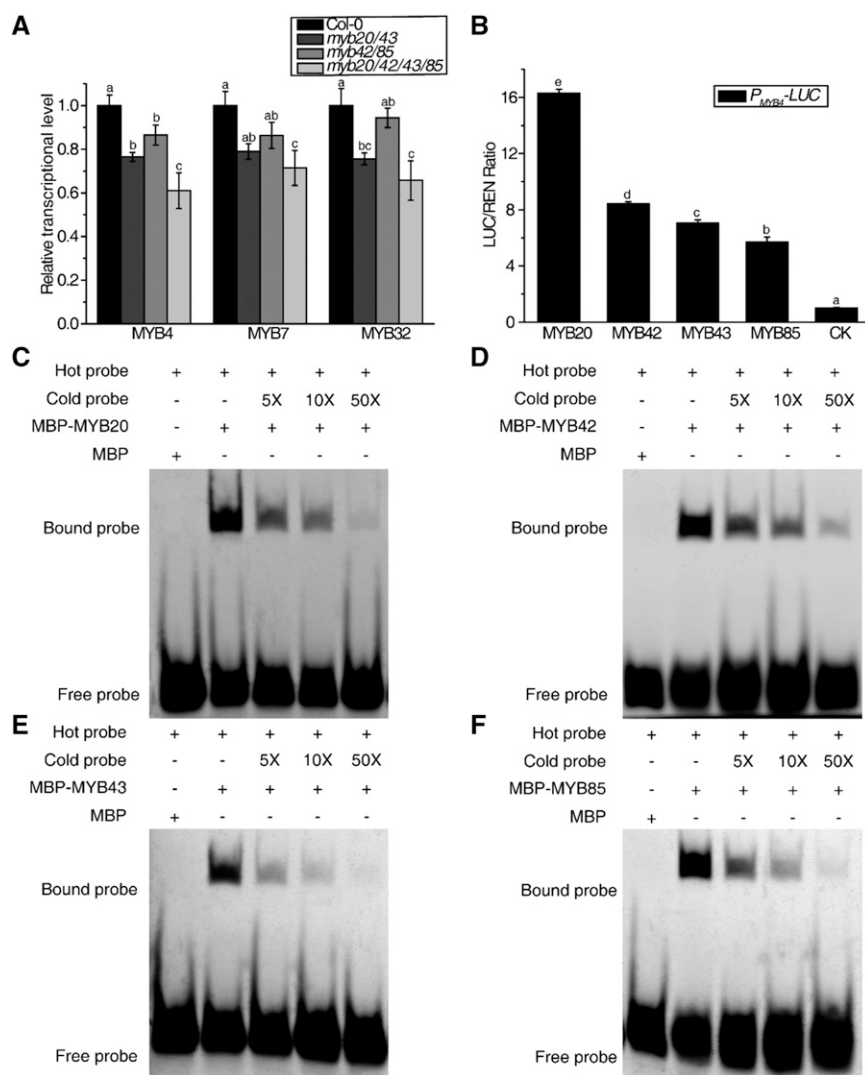 A
Col-0
myb20/43
myb42/85
myb20/42/43/85
Relative transcriptional level
1.0
0.8
0.6
0.4
0.2
0.0
a
b
b
c
a
ab
ab
c
a
bc
ab
c
MYB4
MYB7
MYB32
B
P_MYB4-LUC
LUC/REN Ratio
16
12
8
4
0
e
d
c
b
a
MYB20
MYB42
MYB43
MYB85
CK
C
Hot probe + + + + +
Cold probe - - 5X 10X 50X
MBP-MYB20 - + + + +
MBP + - - - -
Bound probe
Free probe
D
Hot probe + + + + +
Cold probe - - 5X 10X 50X
MBP-MYB42 - + + + +
MBP + - - - -
Bound probe
Free probe
E
Hot probe + + + + +
Cold probe - - 5X 10X 50X
MBP-MYB43 - + + + +
MBP + - - - -
Bound probe
Free probe
F
Hot probe + + + + +
Cold probe - - 5X 10X 50X
MBP-MYB85 - + + + +
MBP + - - - -
Bound probe
Free probe